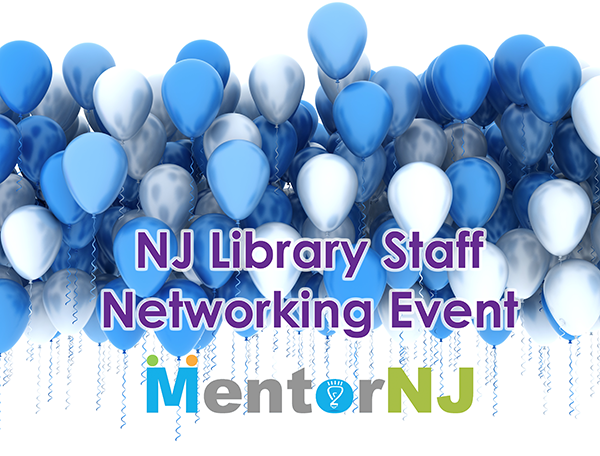 NJ Library Staff
Networking Event
MentorNJ